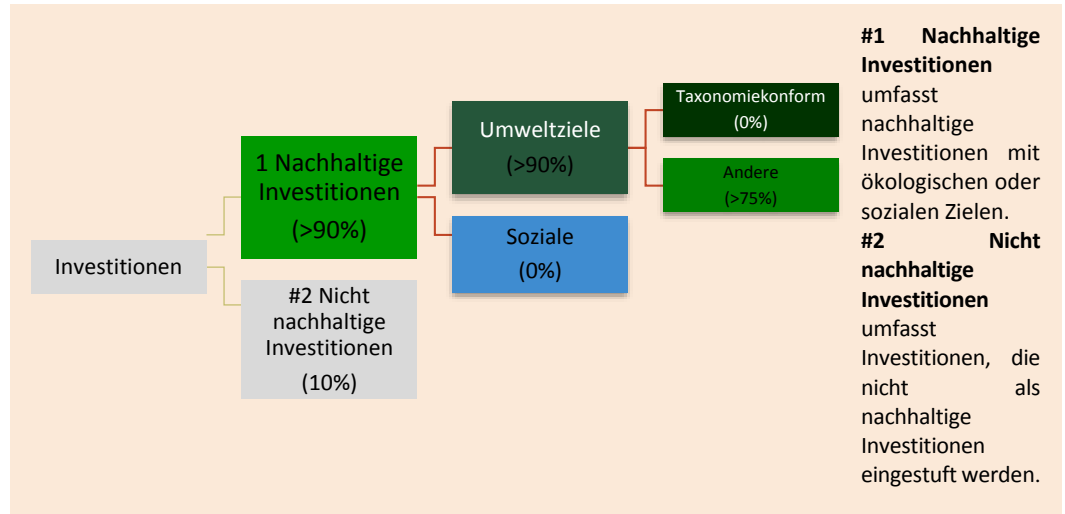 Investitionen
1 Nachhaltige
Investitionen
(>90%)
#2 Nicht
nachhaltige
Investitionen
(10%)
Umweltziele
(>90%)
Soziale
(0%)
Taxonomiekonform
(0%)
Andere
(>75%)
#1 Nachhaltige
Investitionen
umfasst
nachhaltige
Investitionen mit
ökologischen oder
sozialen Zielen.
#2 Nicht
nachhaltige
Investitionen
umfasst
Investitionen, die
nicht als
nachhaltige
Investitionen
eingestuft werden.